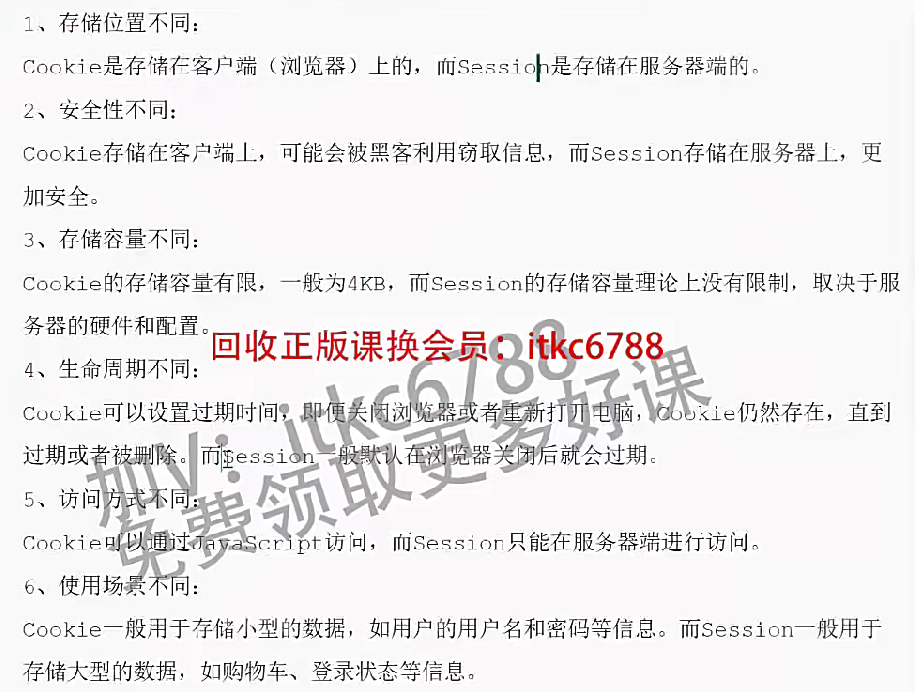 1、存储位置不同：
Cookie是存储在客户端（浏览器）上的，而Session是存储在服务器端的。
2、安全性不同：
Cookie存储在客户端上，可能会被黑客利用窃取信息，而Session存储在服务器上，更
加安全。
3、存储容量不同：
Cookie的存储容量有限，一般为4KB，而Session的存储容量理论上没有限制，取决于服
务器的硬件和配置。
回收正版课换会员：itkc6788
4、生命周期不同：
Cookie可以设置过期时间，即便关闭浏览器或者重新打开电脑，Cookie仍然存在，直到
过期或者被删除。而Session一般默认在浏览器关闭后就会过期。
加V：itkc6788
免费领取更多好课
5、访问方式不同：
Cookie可以通过JavaScript访问，而Session只能在服务器端进行访问。
6、使用场景不同：
Cookie一般用于存储小型的数据，如用户的用户名和密码等信息。而Session一般用于
存储大型的数据，如购物车、登录状态等信息。